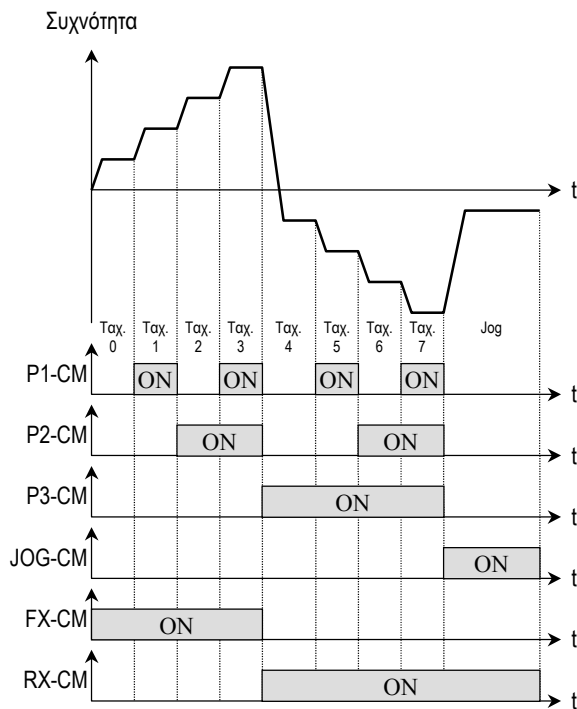 Συχνότητα
t
Ταχ. 0
Ταχ. 1
Ταχ. 2
Ταχ. 3
Ταχ. 4
Ταχ. 5
Ταχ. 6
Ταχ. 7
Jog
P1-CM ON ON ON ON t
P2-CM ON ON t
P3-CM ON t
JOG-CM ON t
FX-CM ON t
RX-CM ON t